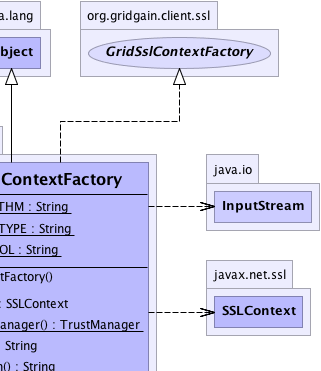 a.lang
org.gridgain.client.ssl
bject
GridSslContextFactory
ContextFactory
THM : String
TYPE : String
OL : String
tFactory()
: SSLContext
anager() : TrustManager
: String
n() : String
java.io
InputStream
javax.net.ssl
SSLContext